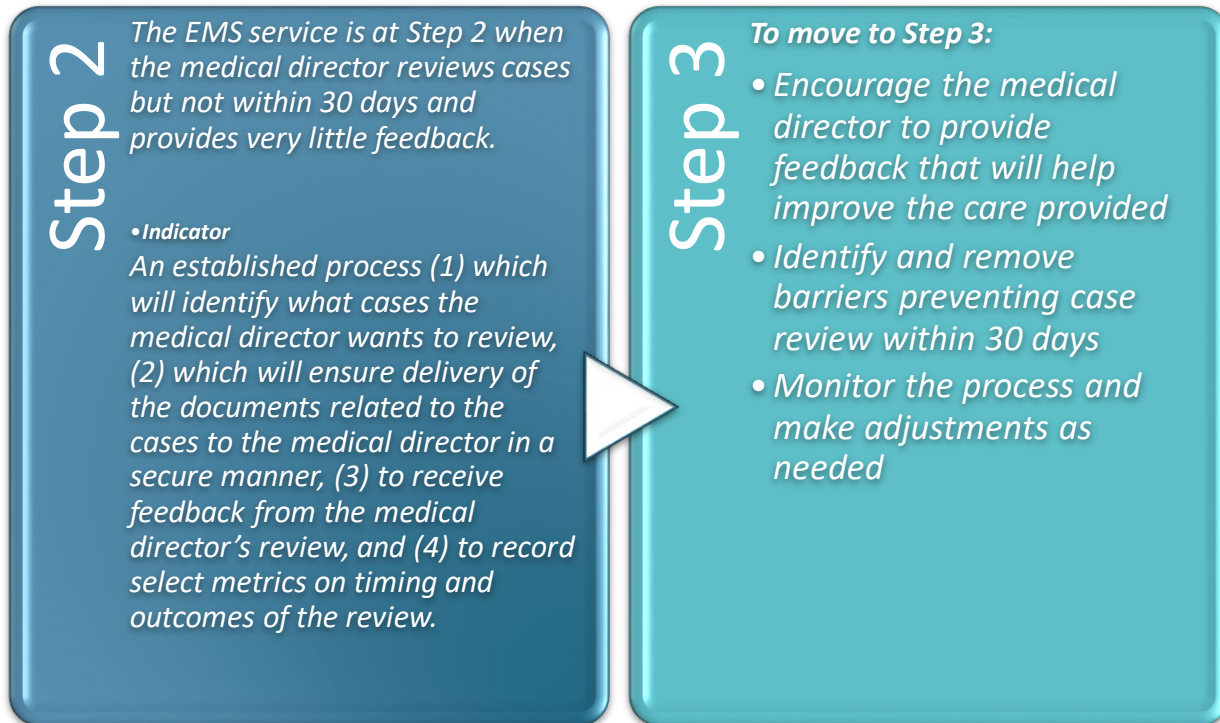 Step 2
The EMS service is at Step 2 when
the medical director reviews cases
but not within 30 days and
provides very little feedback.
•Indicator
An established process (1) which
will identify what cases the
medical director wants to review,
(2) which will ensure delivery of
the documents related to the
cases to the medical director in a
secure manner, (3) to receive
feedback from the medical
director’s review, and (4) to record
select metrics on timing and
outcomes of the review.
Step 3
To move to Step 3:
• Encourage the medical
director to provide
feedback that will help
improve the care provided
• Identify and remove
barriers preventing case
review within 30 days
• Monitor the process and
make adjustments as
needed